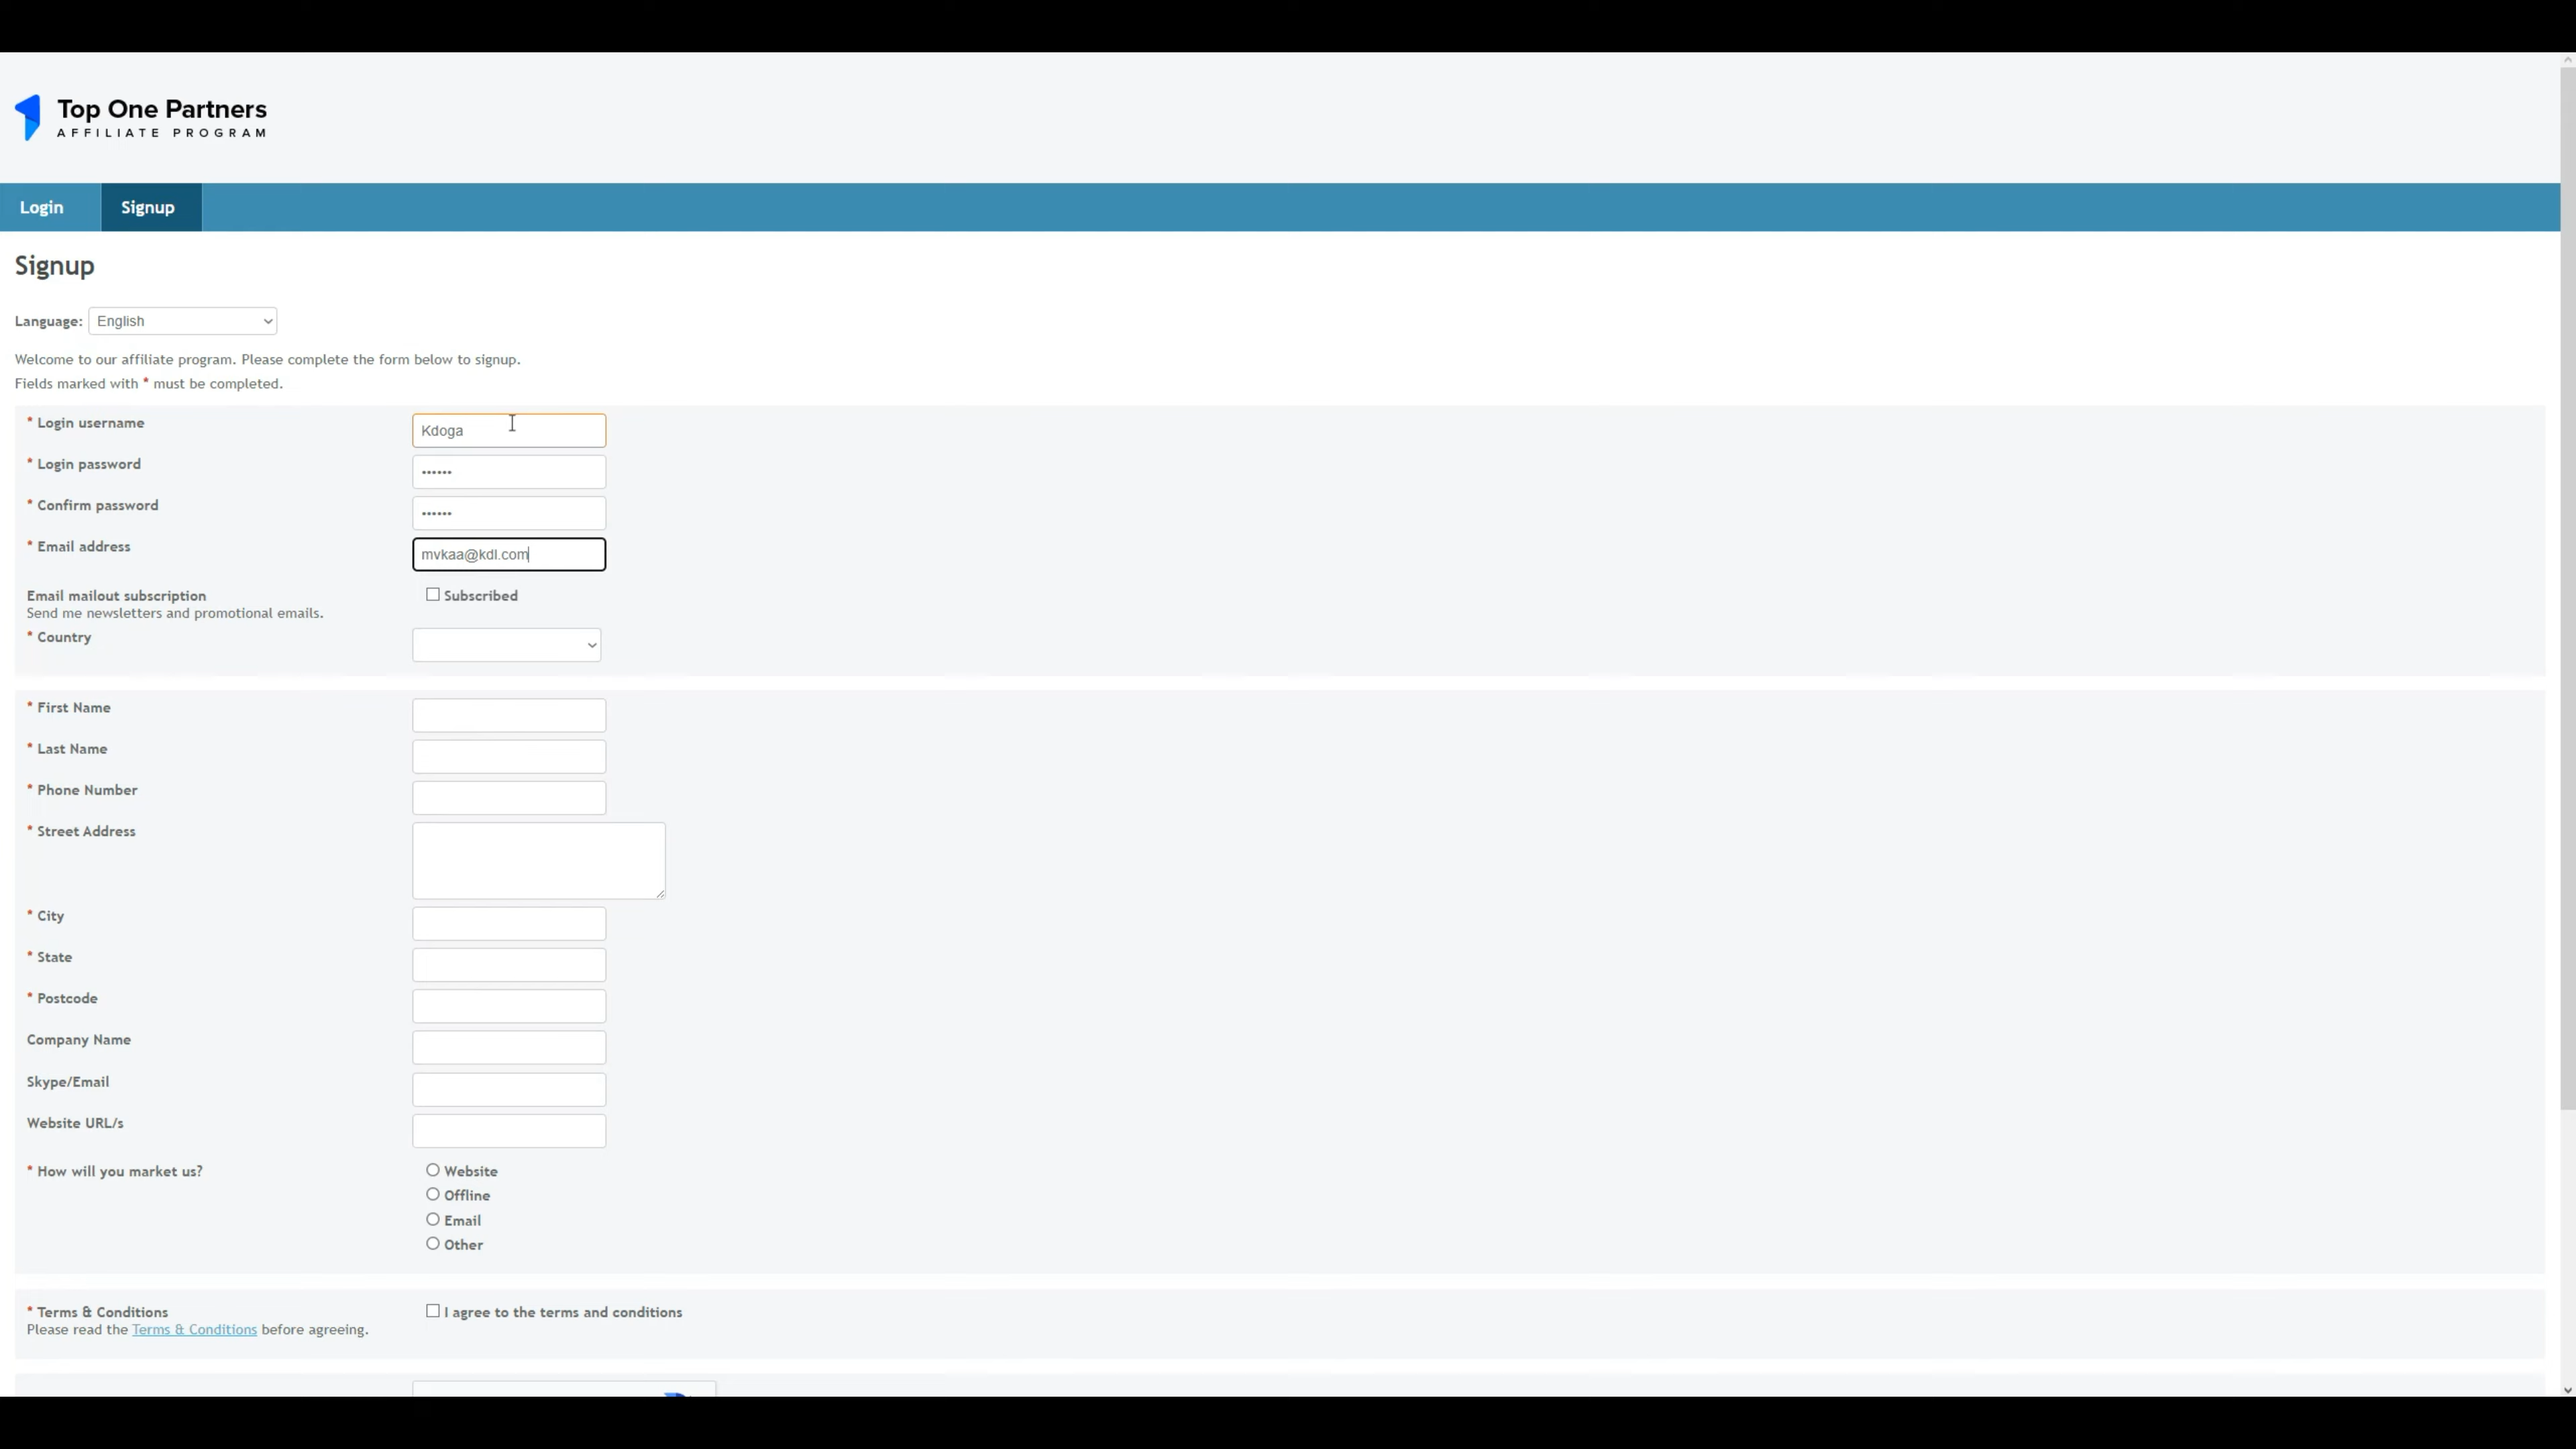 Top One Partners
AFFILIATE PROGRAM
Login Signup
Signup
Language: English
Welcome to our affiliate program. Please complete the form below to signup.
Fields marked with * must be completed.
* Login username Kdoga
* Login password ••••••
* Confirm password ••••••
* Email address mvkaa@kdl.com
Email mailout subscription Subscribed
Send me newsletters and promotional emails.
* Country
* First Name
* Last Name
* Phone Number
* Street Address
* City
* State
* Postcode
Company Name
Skype/Email
Website URL/s
* How will you market us? Website
Offline
Email
Other
* Terms & Conditions I agree to the terms and conditions
Please read the Terms & Conditions before agreeing.